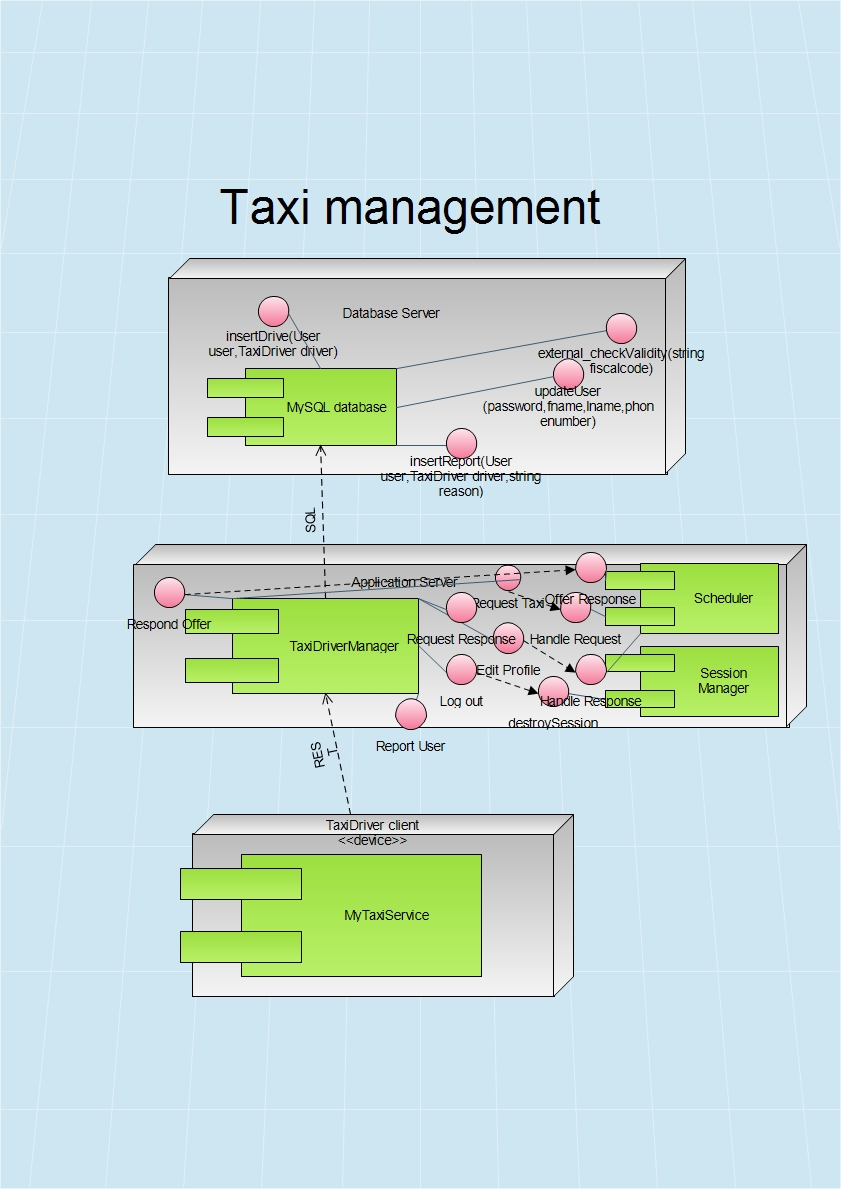 Taxi management
Database Server
insertDrive(User
user,TaxiDriver driver)
external_checkValidity(string
fiscalcode)
updateUser
(password,fname,lname,phon
enumber)
MySQL database
insertReport(User
user,TaxiDriver driver,string
reason)
SQL
Application Server
Respond Offer
Request Taxi
Offer Response
Scheduler
TaxiDriverManager
Request Response
Handle Request
Edit Profile
Session
Manager
Log out
Handle Response
destroySession
Report User
RES
T
TaxiDriver client
<<device>>
MyTaxiService